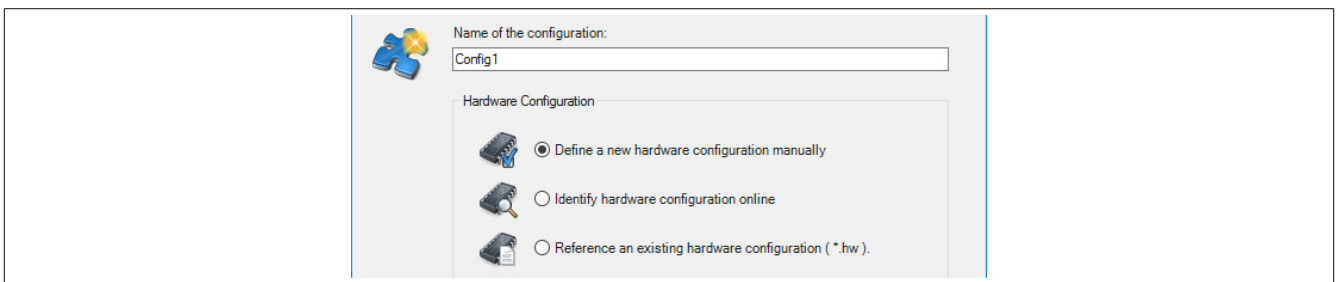 Name of the configuration:
Config1
Hardware Configuration
Define a new hardware configuration manually
Identify hardware configuration online
Reference an existing hardware configuration ( *.hw ).